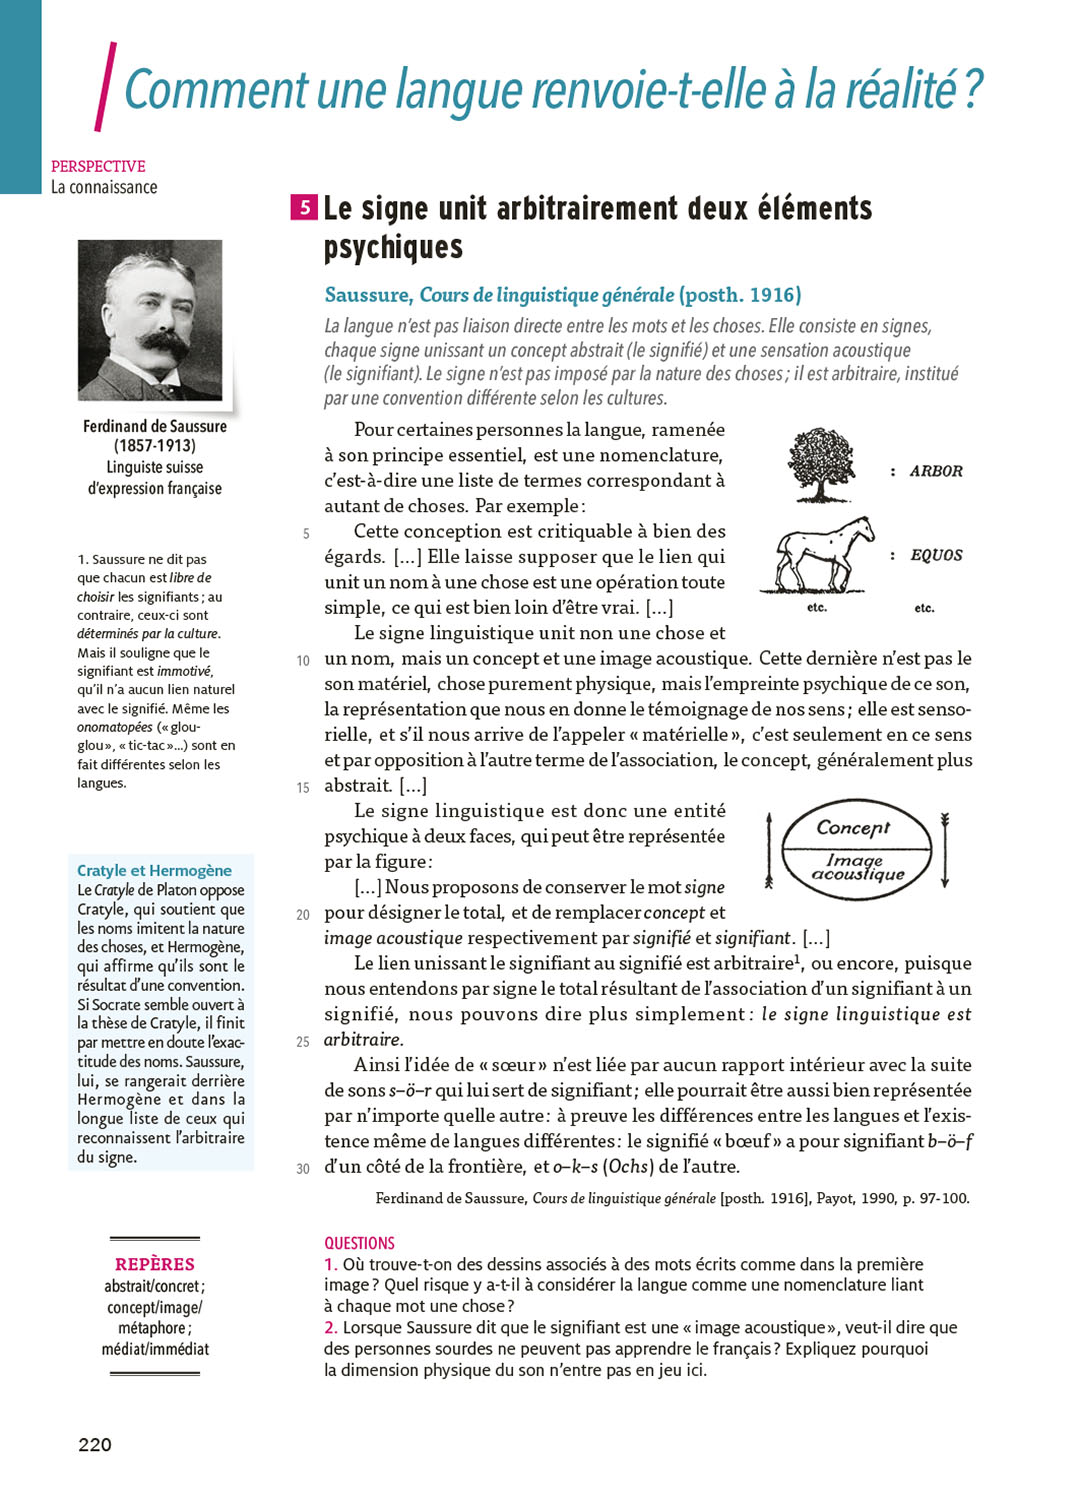 Comment une langue renvoie-t-elle à la réalité ?
PERSPECTIVE
La connaissance
Ferdinand de Saussure
(1857-1913)
Linguiste suisse
d’expression française
1. Saussure ne dit pas
que chacun est libre de
choisir les signifiants ; au
contraire, ceux-ci sont
déterminés par la culture.
Mais il souligne que le
signifiant est immotivé,
qu’il n’a aucun lien naturel
avec le signifié. Même les
onomatopées (« glou-
glou », « tic-tac »…) sont en
fait différentes selon les
langues.
Cratyle et Hermogène
Le Cratyle de Platon oppose
Cratyle, qui soutient que
les noms imitent la nature
des choses, et Hermogène,
qui affirme qu’ils sont le
résultat d’une convention.
Si Socrate semble ouvert à
la thèse de Cratyle, il finit
par mettre en doute l’exac-
titude des noms. Saussure,
lui, se rangerait derrière
Hermogène et dans la
longue liste de ceux qui
reconnaissent l’arbitraire
du signe.
REPÈRES
abstrait/concret ;
concept/image/
métaphore ;
médiat/immédiat
5 Le signe unit arbitrairement deux éléments
psychiques
Saussure, Cours de linguistique générale (posth. 1916)
La langue n’est pas liaison directe entre les mots et les choses. Elle consiste en signes,
chaque signe unissant un concept abstrait (le signifié) et une sensation acoustique
(le signifiant). Le signe n’est pas imposé par la nature des choses ; il est arbitraire, institué
par une convention différente selon les cultures.
Pour certaines personnes la langue, ramenée
à son principe essentiel, est une nomenclature,
c’est-à-dire une liste de termes correspondant à
autant de choses. Par exemple :
: ARBOR
: EQUOS
etc. etc.
5 Cette conception est critiquable à bien des
égards. […] Elle laisse supposer que le lien qui
unit un nom à une chose est une opération toute
simple, ce qui est bien loin d’être vrai. […]
Le signe linguistique unit non une chose et
10 un nom, mais un concept et une image acoustique. Cette dernière n’est pas le
son matériel, chose purement physique, mais l’empreinte psychique de ce son,
la représentation que nous en donne le témoignage de nos sens ; elle est senso-
rielle, et s’il nous arrive de l’appeler « matérielle », c’est seulement en ce sens
et par opposition à l’autre terme de l’association, le concept, généralement plus
15 abstrait. […]
Le signe linguistique est donc une entité
psychique à deux faces, qui peut être représentée
par la figure :
Concept
Image
acoustique
[…] Nous proposons de conserver le mot signe
20 pour désigner le total, et de remplacer concept et
image acoustique respectivement par signifié et signifiant. […]
Le lien unissant le signifiant au signifié est arbitraire1, ou encore, puisque
nous entendons par signe le total résultant de l’association d’un signifiant à un
signifié, nous pouvons dire plus simplement : le signe linguistique est
25 arbitraire.
Ainsi l’idée de « sœur » n’est liée par aucun rapport intérieur avec la suite
de sons s–ö–r qui lui sert de signifiant ; elle pourrait être aussi bien représentée
par n’importe quelle autre : à preuve les différences entre les langues et l’exis-
tence même de langues différentes : le signifié « bœuf » a pour signifiant b–ö–f
30 d’un côté de la frontière, et o–k–s (Ochs) de l’autre.
Ferdinand de Saussure, Cours de linguistique générale [posth. 1916], Payot, 1990, p. 97-100.
QUESTIONS
1. Où trouve-t-on des dessins associés à des mots écrits comme dans la première
image ? Quel risque y a-t-il à considérer la langue comme une nomenclature liant
à chaque mot une chose ?
2. Lorsque Saussure dit que le signifiant est une « image acoustique », veut-il dire que
des personnes sourdes ne peuvent pas apprendre le français ? Expliquez pourquoi
la dimension physique du son n’entre pas en jeu ici.
220